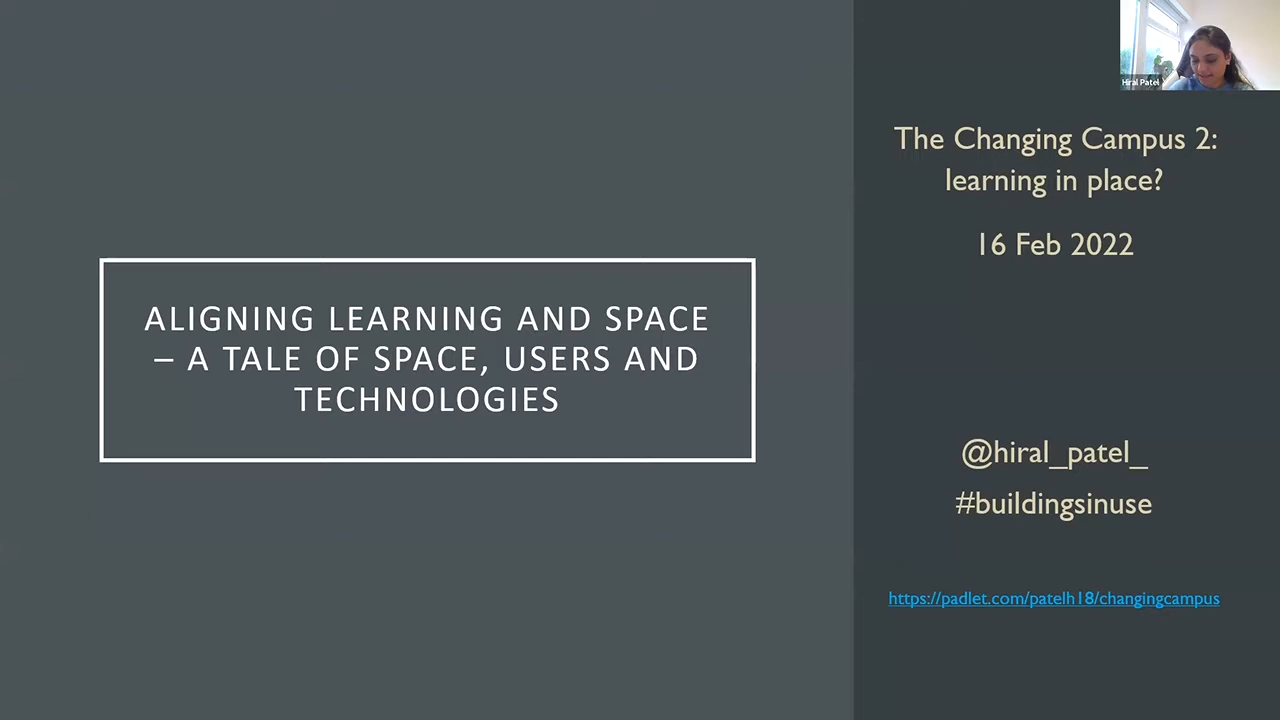 Hiral Patel
The Changing Campus 2:
learning in place?
16 Feb 2022
ALIGNING LEARNING AND SPACE
– A TALE OF SPACE, USERS AND
TECHNOLOGIES
@hiral_patel_
#buildingsinuse
https://padlet.com/patelh18/changingcampus